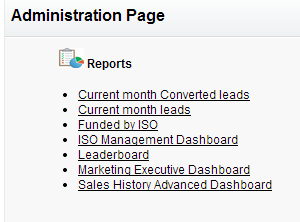 Administration Page
Reports
Current month Converted leads
Current month leads
Funded by ISO
ISO Management Dashboard
Leaderboard
Marketing Executive Dashboard
Sales History Advanced Dashboard